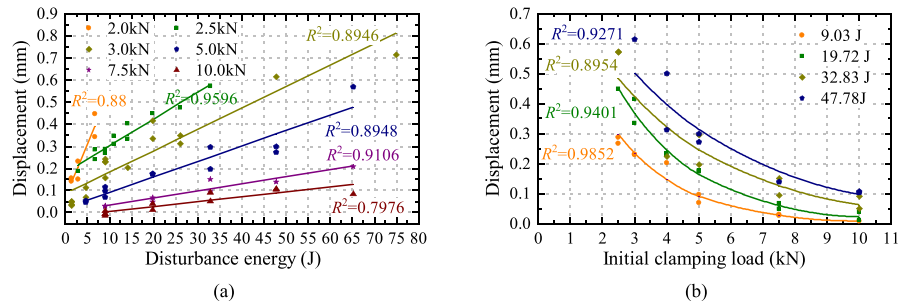 (a)
0.9
0.8
0.7
0.6
0.5
0.4
0.3
0.2
0.1
0.0
Displacement (mm)
2.0kN 2.5kN
3.0kN 5.0kN
7.5kN 10.0kN
R²=0.8946
R²=0.88
R²=0.9596
R²=0.8948
R²=0.9106
R²=0.7976
0 5 10 15 20 25 30 35 40 45 50 55 60 65 70 75 80
Disturbance energy (J)
(a)
(b)
0.7
0.6
0.5
0.4
0.3
0.2
0.1
0.0
Displacement (mm)
R²=0.9271
R²=0.8954
R²=0.9401
R²=0.9852
9.03 J
19.72 J
32.83 J
47.78J
0 1 2 3 4 5 6 7 8 9 10 11
Initial clamping load (kN)
(b)